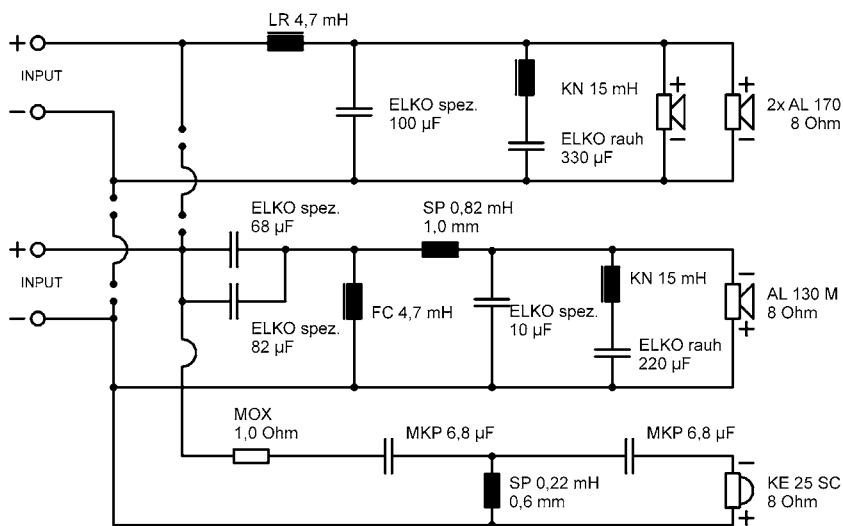 LR 4,7 mH
+
INPUT
−
ELKO spez.
100 µF
KN 15 mH
ELKO rauh
330 µF
+
−
+
−
2x AL 170
8 Ohm
+
INPUT
−
ELKO spez.
68 µF
ELKO spez.
82 µF
SP 0,82 mH
1,0 mm
FC 4,7 mH
ELKO spez.
10 µF
KN 15 mH
ELKO rauh
220 µF
−
+
AL 130 M
8 Ohm
MOX
1,0 Ohm
MKP 6,8 µF
SP 0,22 mH
0,6 mm
MKP 6,8 µF
−
+
KE 25 SC
8 Ohm